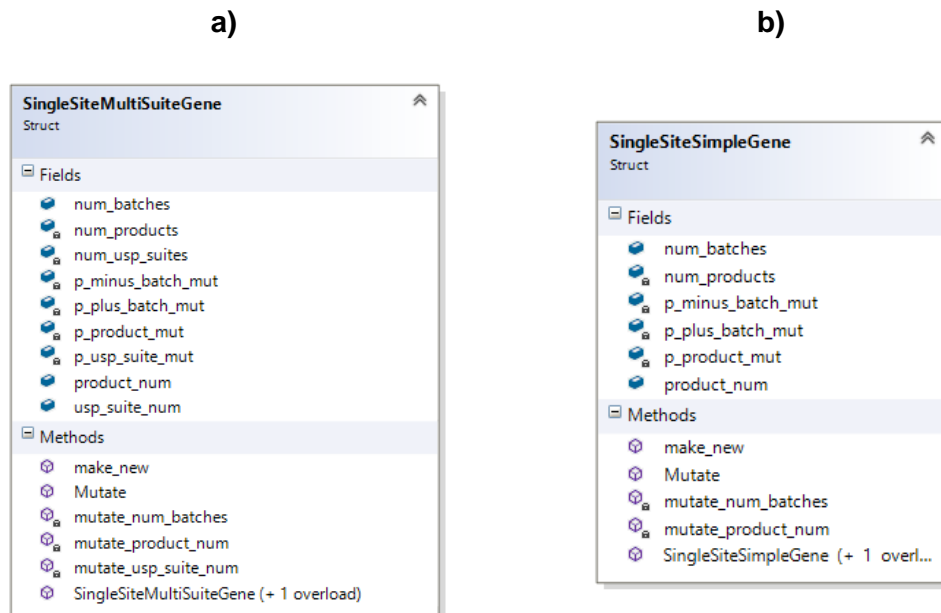 a)
SingleSiteMultiSuiteGene
Struct
Fields
num_batches
num_products
num_usp_suites
p_minus_batch_mut
p_plus_batch_mut
p_product_mut
p_usp_suite_mut
product_num
usp_suite_num
Methods
make_new
Mutate
mutate_num_batches
mutate_product_num
mutate_usp_suite_num
SingleSiteMultiSuiteGene (+ 1 overload)
b)
SingleSiteSimpleGene
Struct
Fields
num_batches
num_products
p_minus_batch_mut
p_plus_batch_mut
p_product_mut
product_num
Methods
make_new
Mutate
mutate_num_batches
mutate_product_num
SingleSiteSimpleGene (+ 1 overl...